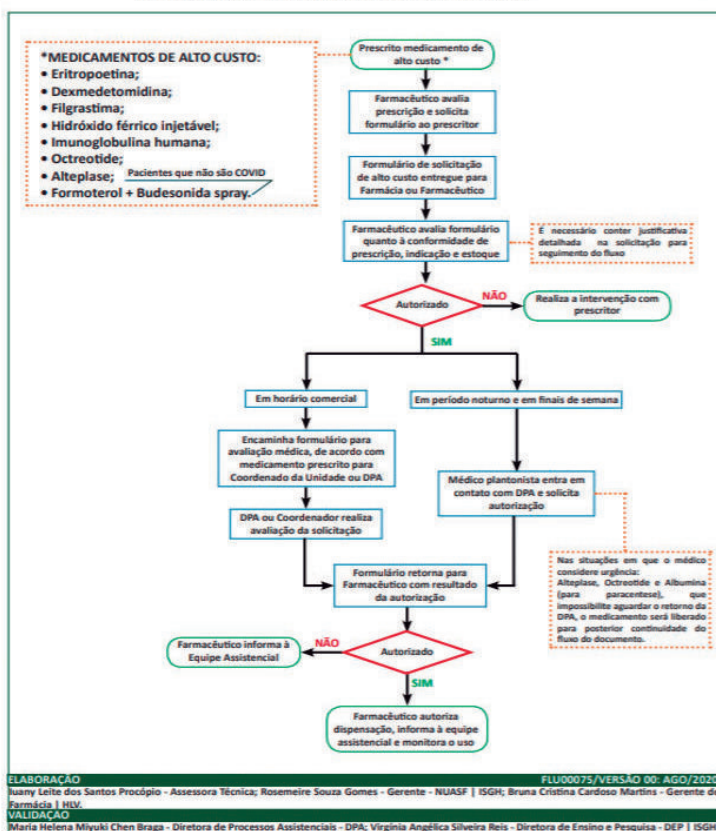 *MEDICAMENTOS DE ALTO CUSTO:
• Eritropoetina;
• Dexmedetomidina;
• Filgrastima;
• Hidróxido férrico injetável;
• Imunoglobulina humana;
• Octreotide;
• Alteplase; Pacientes que não são COVID
• Formoterol + Budesonida spray.
Prescrito medicamento de
alto custo *
Farmacêutico avalia
prescrição e solicita
formulário ao prescritor
Formulário de solicitação
de alto custo entregue para
Farmácia ou Farmacêutico
Farmacêutico avalia formulário
quanto à conformidade de
prescrição, indicação e estoque
É necessário conter justificativa
detalhada na solicitação para
seguimento do fluxo
Autorizado
NÃO
Realiza a intervenção com
prescritor
SIM
Em horário comercial
Em período noturno e em finais de semana
Encaminha formulário para
avaliação médica, de acordo com
medicamento prescrito para
Coordenado da Unidade ou DPA
Médico plantonista entra em
contato com DPA e solicita
autorização
DPA ou Coordenador realiza
avaliação da solicitação
Nas situações em que o médico
considere urgência:
Alteplase, Octreotide e Albumina
(para paracentese), que
impossibilite aguardar o retorno da
DPA, o medicamento será liberado
para posterior continuidade do
fluxo do documento.
Formulário retorna para
Farmacêutico com resultado
da autorização
Farmacêutico informa à
Equipe Assistencial
NÃO
Autorizado
SIM
Farmacêutico autoriza
dispensação, informa à equipe
assistencial e monitora o uso
ELABORAÇÃO FLU00075/VERSÃO 00: AGO/2020
Iuany Leite dos Santos Procópio - Assessora Técnica; Rosemeire Souza Gomes - Gerente - NUASF | ISGH; Bruna Cristina Cardoso Martins - Gerente de
Farmácia | HLV.
VALIDAÇÃO
Maria Helena Miyuki Chen Braga - Diretora de Processos Assistenciais - DPA; Virgínia Angélica Silveira Reis - Diretora de Ensino e Pesquisa - DEP | ISGH